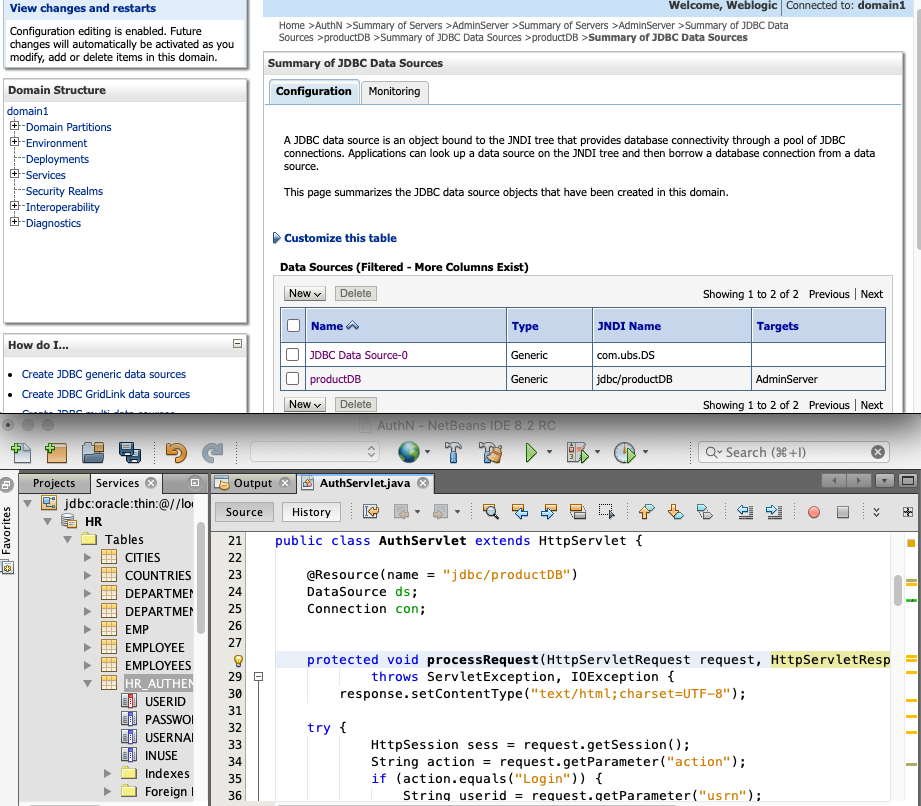 View changes and restarts
Configuration editing is enabled. Future
changes will automatically be activated as you
modify, add or delete items in this domain.
Domain Structure
domain1
Domain Partitions
Environment
Deployments
Services
Security Realms
Interoperability
Diagnostics
How do I...
Create JDBC generic data sources
Create JDBC GridLink data sources
Create JDBC multi data sources
Welcome, Weblogic Connected to: domain1
Home >AuthN >Summary of Servers >AdminServer >Summary of Servers >AdminServer >Summary of JDBC Data
Sources >productDB >Summary of JDBC Data Sources >productDB >Summary of JDBC Data Sources
Summary of JDBC Data Sources
Configuration Monitoring
A JDBC data source is an object bound to the JNDI tree that provides database connectivity through a pool of JDBC
connections. Applications can look up a data source on the JNDI tree and then borrow a database connection from a data
source.
This page summarizes the JDBC data source objects that have been created in this domain.
Customize this table
Data Sources (Filtered - More Columns Exist)
New Delete Showing 1 to 2 of 2 Previous | Next
Name Type JNDI Name Targets
JDBC Data Source-0 Generic com.ubs.DS
productDB Generic jdbc/productDB AdminServer
New Delete Showing 1 to 2 of 2 Previous | Next
AuthN - NetBeans IDE 8.2 RC
Search (⌘+I)
Favorites
Projects Services
jdbc:oracle:thin:@//lo
HR
Tables
CITIES
COUNTRIES
DEPARTMEN
DEPARTMEN
EMP
EMPLOYEE
EMPLOYEES
HR_AUTHEN
USERID
PASSWO
USERNA
INUSE
Indexes
Foreign
Output AuthServlet.java
Source History
21 public class AuthServlet extends HttpServlet {
22
23 @Resource(name = "jdbc/productDB")
24 DataSource ds;
25 Connection con;
26
27
protected void processRequest(HttpServletRequest request, HttpServletResp
29 throws ServletException, IOException {
30 response.setContentType("text/html;charset=UTF-8");
31
32 try {
33 HttpSession sess = request.getSession();
34 String action = request.getParameter("action");
35 if (action.equals("Login")) {
36 String userid = request.getParameter("usrn");